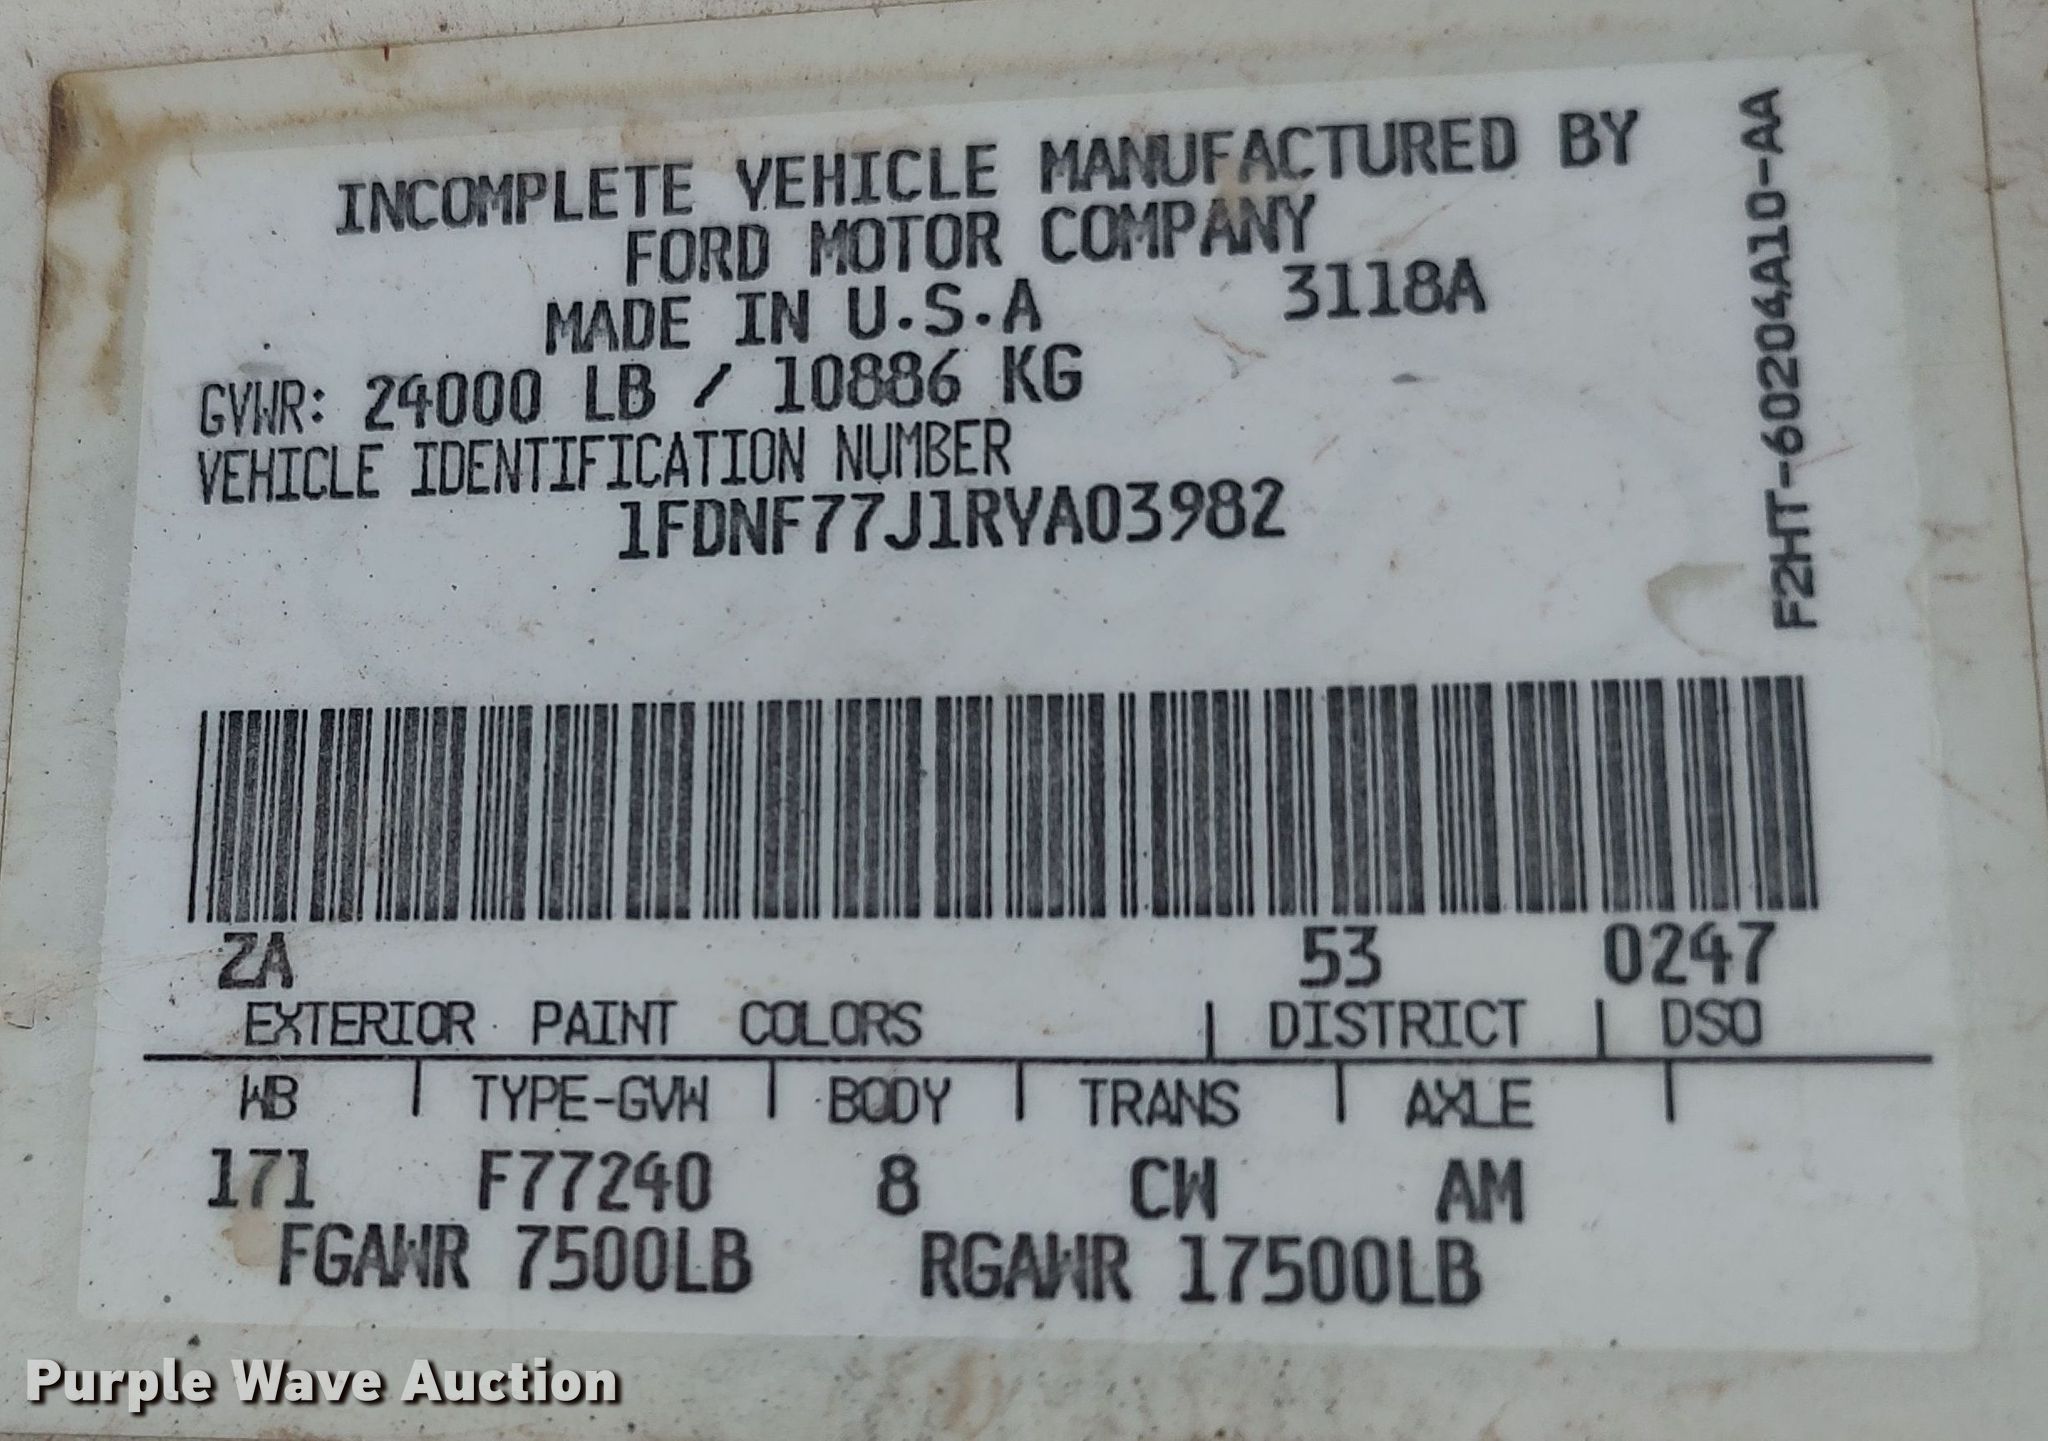 INCOMPLETE VEHICLE MANUFACTURED BY
FORD MOTOR COMPANY
MADE IN U.S.A 3118A
GVWR: 24000 LB / 10886 KG
VEHICLE IDENTIFICATION NUMBER
1FDNF77J1RVA03982
F2HT-60204A10-AA
ZA 53 0247
EXTERIOR PAINT COLORS | DISTRICT | DSO
WB | TYPE-GVW | BODY | TRANS | AXLE |
171 F77240 8 CW AM
FGAWR 7500LB RGAWR 17500LB
Purple Wave Auction